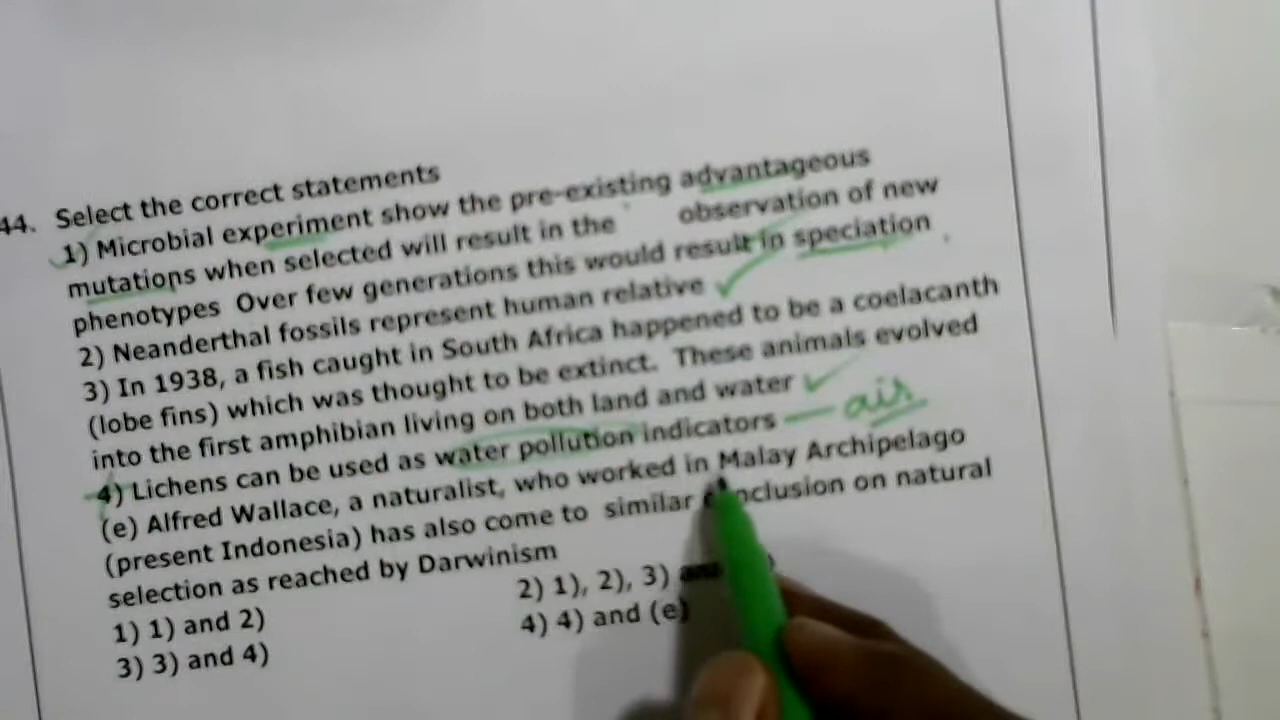 44. Select the correct statements
1) Microbial experiment show the pre-existing advantageous
mutations when selected will result in the observation of new
phenotypes Over few generations this would result in speciation
2) Neanderthal fossils represent human relative
3) In 1938, a fish caught in South Africa happened to be a coelacanth
(lobe fins) which was thought to be extinct. These animals evolved
into the first amphibian living on both land and water
4) Lichens can be used as water pollution indicators — air
(e) Alfred Wallace, a naturalist, who worked in Malay Archipelago
(present Indonesia) has also come to similar conclusion on natural
selection as reached by Darwinism
1) 1) and 2) 2) 1), 2), 3)
3) 3) and 4) 4) 4) and (e)